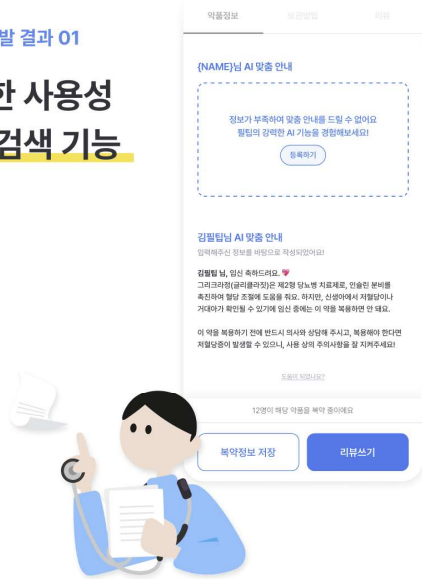 발 결과 01
한 사용성
검색 기능
약품정보
보관방법
리뷰
{NAME}님 AI 맞춤 안내
정보가 부족하여 맞춤 안내를 드릴 수 없어요
필팁의 강력한 AI 기능을 경험해보세요!
등록하기
김필팁님 AI 맞춤 안내
입력해주신 정보를 바탕으로 작성되었어요!
김필팁 님, 임신 축하드려요. 💖
그리크라정(글리클라짓)은 제2형 당뇨병 치료제로, 인슐린 분비를
촉진하여 혈당 조절에 도움을 줘요. 하지만, 신생아에서 저혈당이나
거대아가 확인될 수 있기에 임신 중에는 이 약을 복용하면 안 돼요.
이 약을 복용하기 전에 반드시 의사와 상담해 주시고, 복용해야 한다면
저혈당증이 발생할 수 있으니, 사용 상의 주의사항을 잘 지켜주세요!
도움이 되었나요?
12명이 해당 약품을 복약 중이에요
복약정보 저장
리뷰쓰기